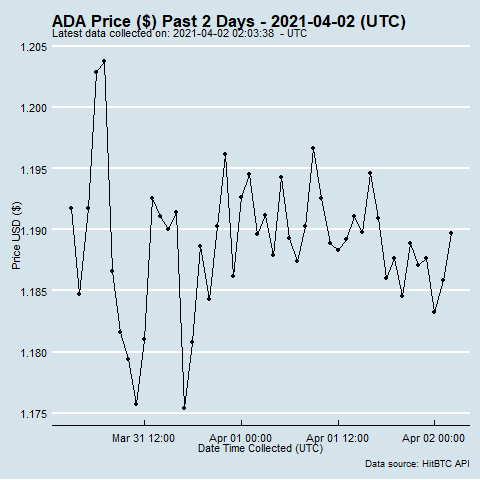 ADA Price ($) Past 2 Days - 2021-04-02 (UTC)
Latest data collected on: 2021-04-02 02:03:38  - UTC
1.205
1.200
1.195
1.190
1.185
1.180
1.175
Price USD ($)
Mar 31 12:00
Apr 01 00:00
Apr 01 12:00
Apr 02 00:00
Date Time Collected (UTC)
Data source: HitBTC API